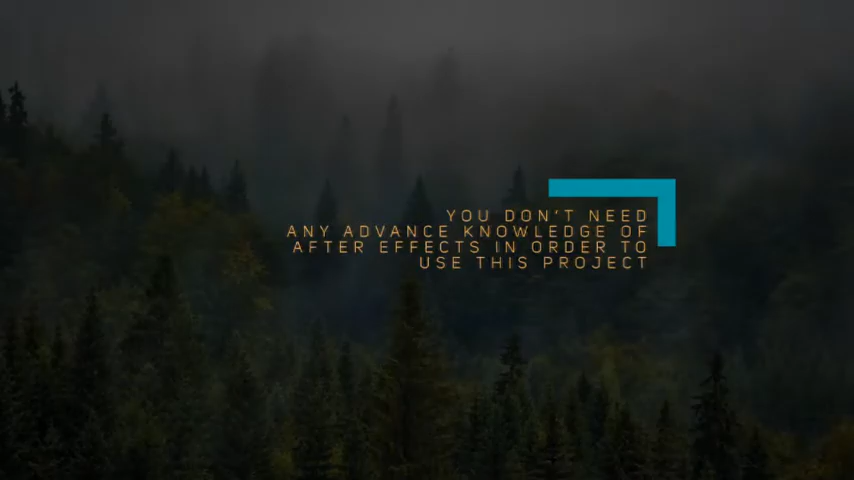 YOU DON'T NEED
ANY ADVANCE KNOWLEDGE OF
AFTER EFFECTS IN ORDER TO
USE THIS PROJECT